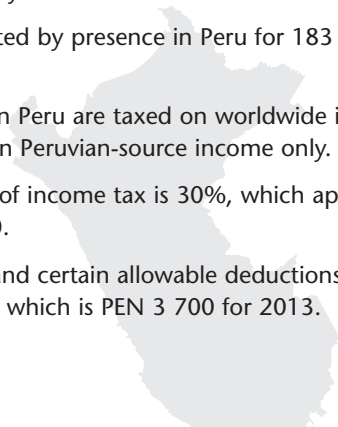 ted by presence in Peru for 183
n Peru are taxed on worldwide i
n Peruvian-source income only.
of income tax is 30%, which ap
).
and certain allowable deductions
which is PEN 3 700 for 2013.